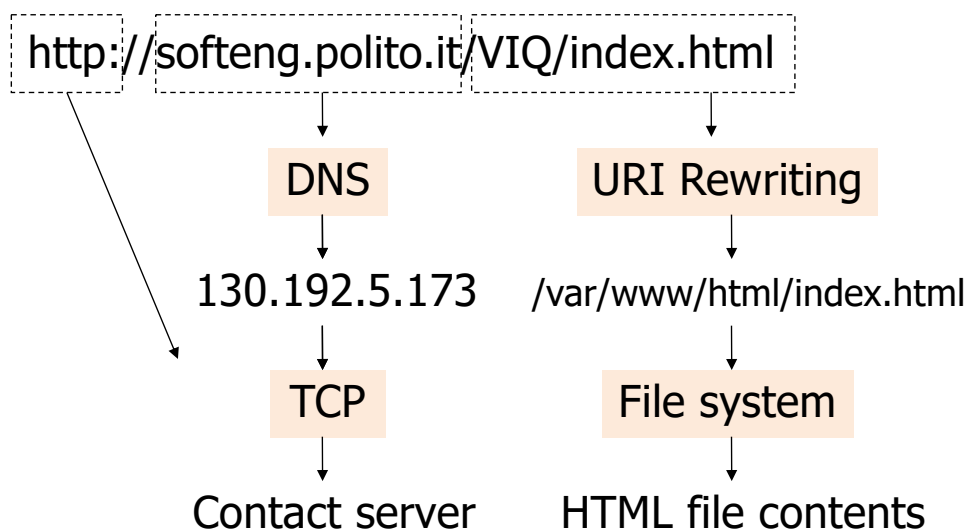 http://softeng.polito.it/VIQ/index.html
DNS
URI Rewriting
130.192.5.173
/var/www/html/index.html
TCP
File system
Contact server
HTML file contents